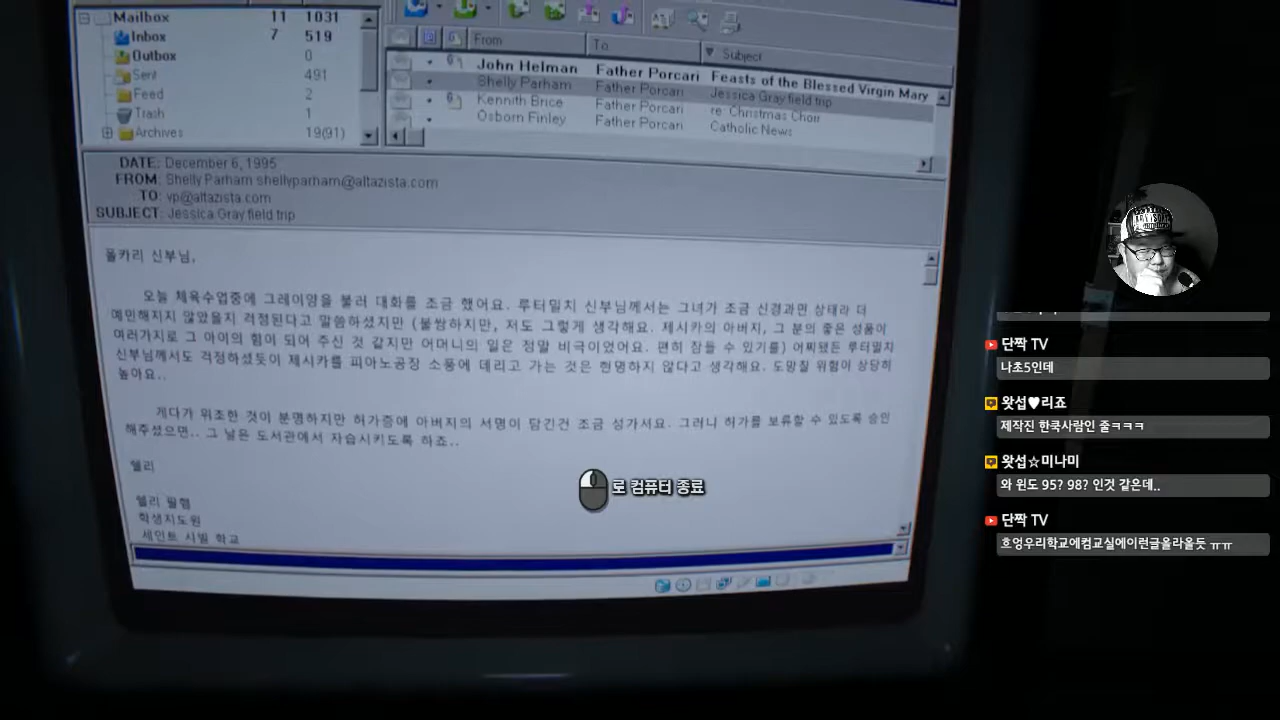 Mailbox 11 1031
Inbox 7 519
Outbox 0
Sent 491
Feed 2
Trash 1
Archives 19(91)
From To Subject
John Helman Father Porcari Feasts of the Blessed Virgin Mary
Shelly Parham Father Porcari Jessica Gray field trip
Kennith Brice Father Porcari re: Christmas Choir
Osborn Finley Father Porcari Catholic News
DATE: December 6, 1995
FROM: Shelly Parham shellyparham@altazista.com
TO: vp@altazista.com
SUBJECT: Jessica Gray field trip
폴카리 신부님,
오늘 체육수업중에 그레이양을 불러 대화를 조금 했어요. 루터밀치 신부님께서는 그녀가 조금 신경과민 상태라 더
예민해지지 않았을지 걱정된다고 말씀하셨지만 (불쌍하지만, 저도 그렇게 생각해요. 제시카의 아버지, 그 분의 좋은 성품이
여러가지로 그 아이의 힘이 되어 주신 것 같지만 어머니의 일은 정말 비극이었어요. 편히 잠들 수 있기를) 어찌됐든 루터밀치
신부님께서도 걱정하셨듯이 제시카를 피아노공장 소풍에 데리고 가는 것은 현명하지 않다고 생각해요. 도망칠 위험이 상당히
높아요..
게다가 위조한 것이 분명하지만 허가증에 아버지의 서명이 담긴건 조금 성가셔요. 그러니 허가를 보류할 수 있도록 승인
해주셨으면.. 그 날은 도서관에서 자습시키도록 하죠..
쉘리
쉘리 필햄
학생지도원
세인트 시빌 학교
로 컴퓨터 종료
단짝 TV
나초5인데
왓섭♥리죠
제작진 한국사람인 줄ㅋㅋㅋ
왓섭☆미나미
와 윈도 95? 98? 인것 같은데..
단짝 TV
흐엉우리학교에컴교실에이런글올라올듯 ㅠㅠ